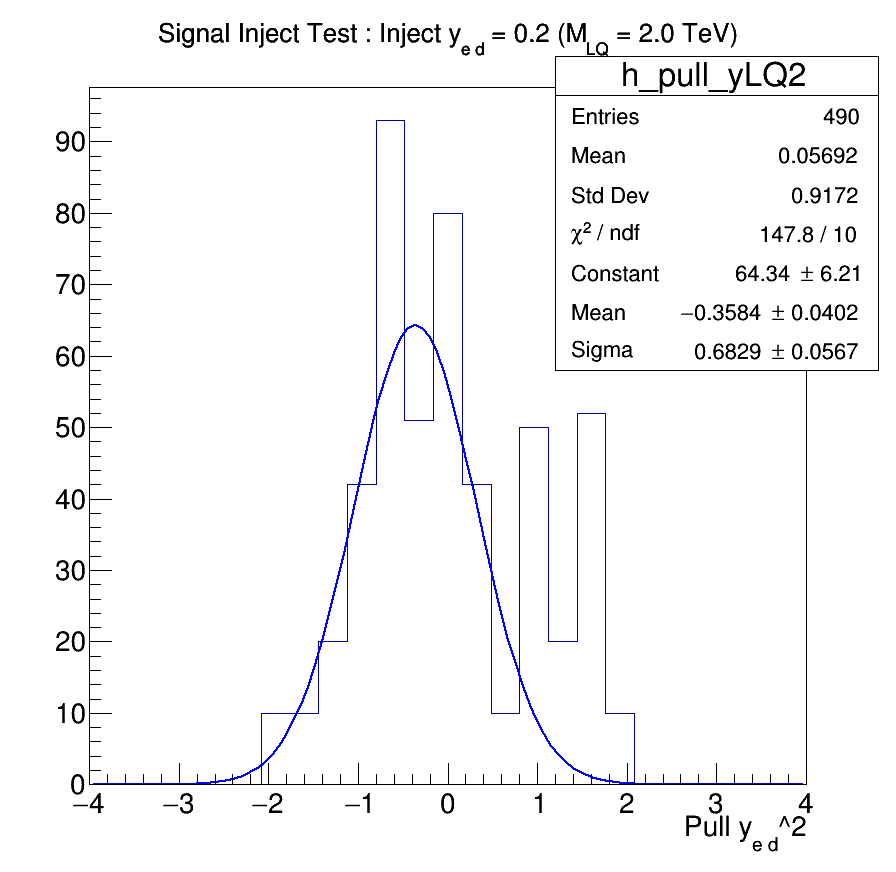 Signal Inject Test : Inject y_{e d} = 0.2 (M_{LQ} = 2.0 TeV)
h_pull_yLQ2
Entries 490
Mean 0.05692
Std Dev 0.9172
χ² / ndf 147.8 / 10
Constant 64.34 ± 6.21
Mean −0.3584 ± 0.0402
Sigma 0.6829 ± 0.0567
90
80
70
60
50
40
30
20
10
0
−4 −3 −2 −1 0 1 2 3 4
Pull y_{e d}^2